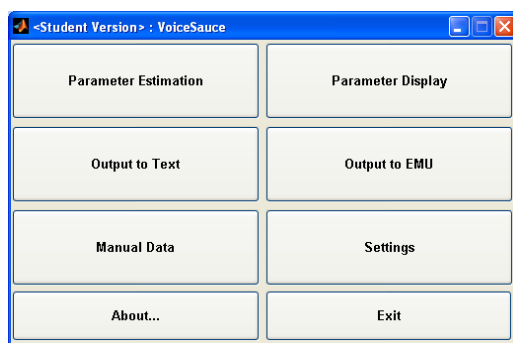 <Student Version> : VoiceSauce
Parameter Estimation
Parameter Display
Output to Text
Output to EMU
Manual Data
Settings
About...
Exit